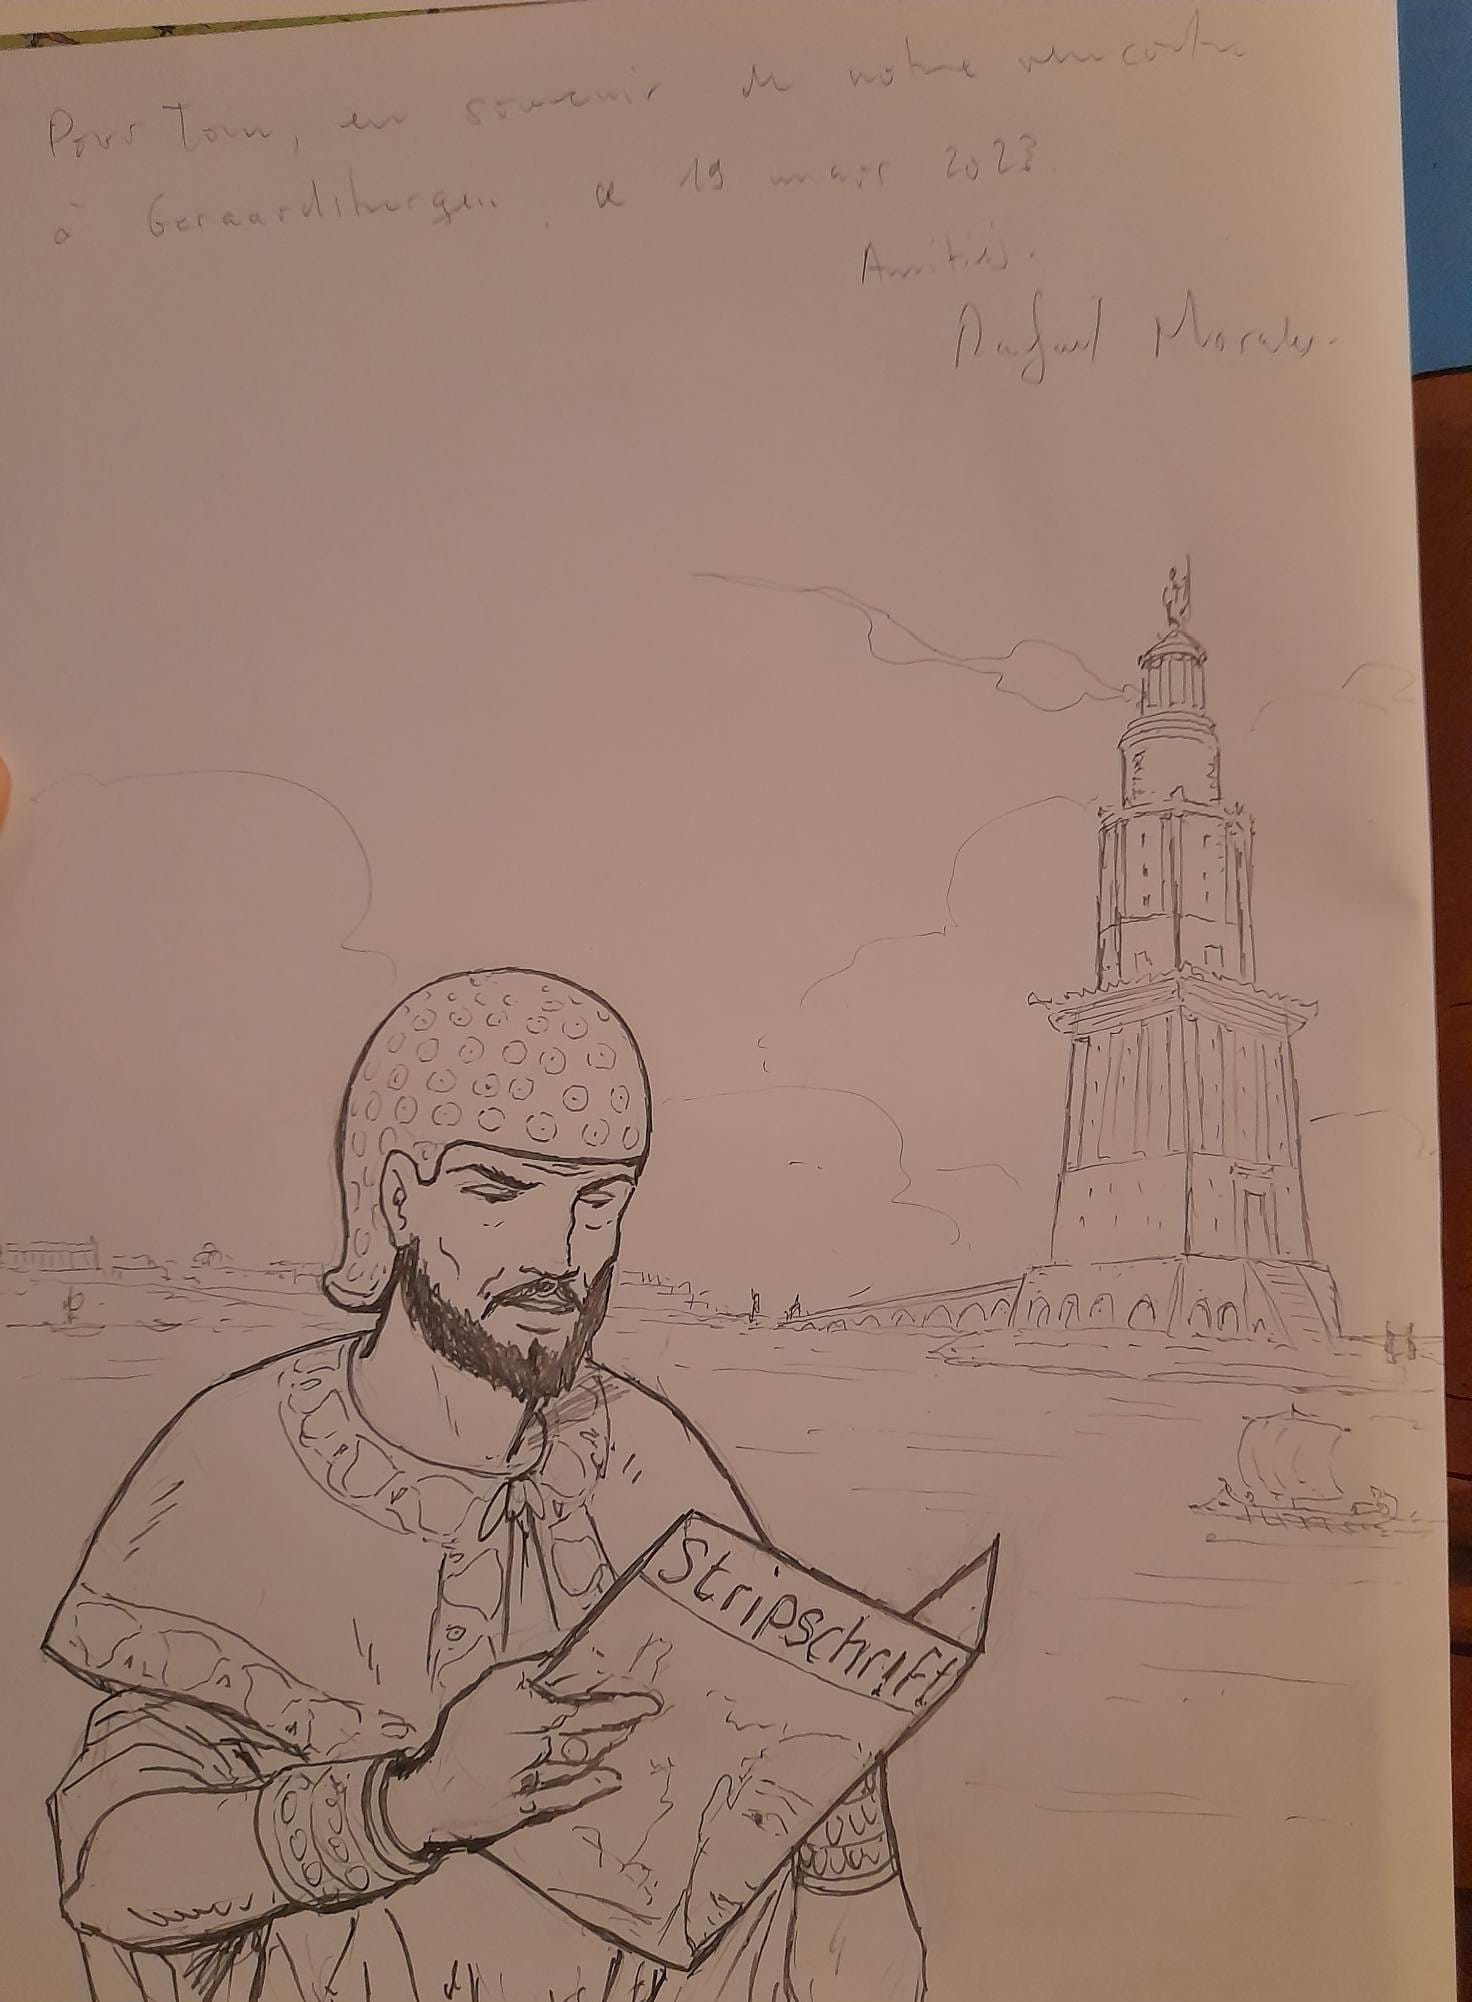 Pour Tom, en souvenir de notre rencontre
à Geraardsbergen, le 19 mars 2023.
Amitiés.
Rafael Morales.
Stripschrift